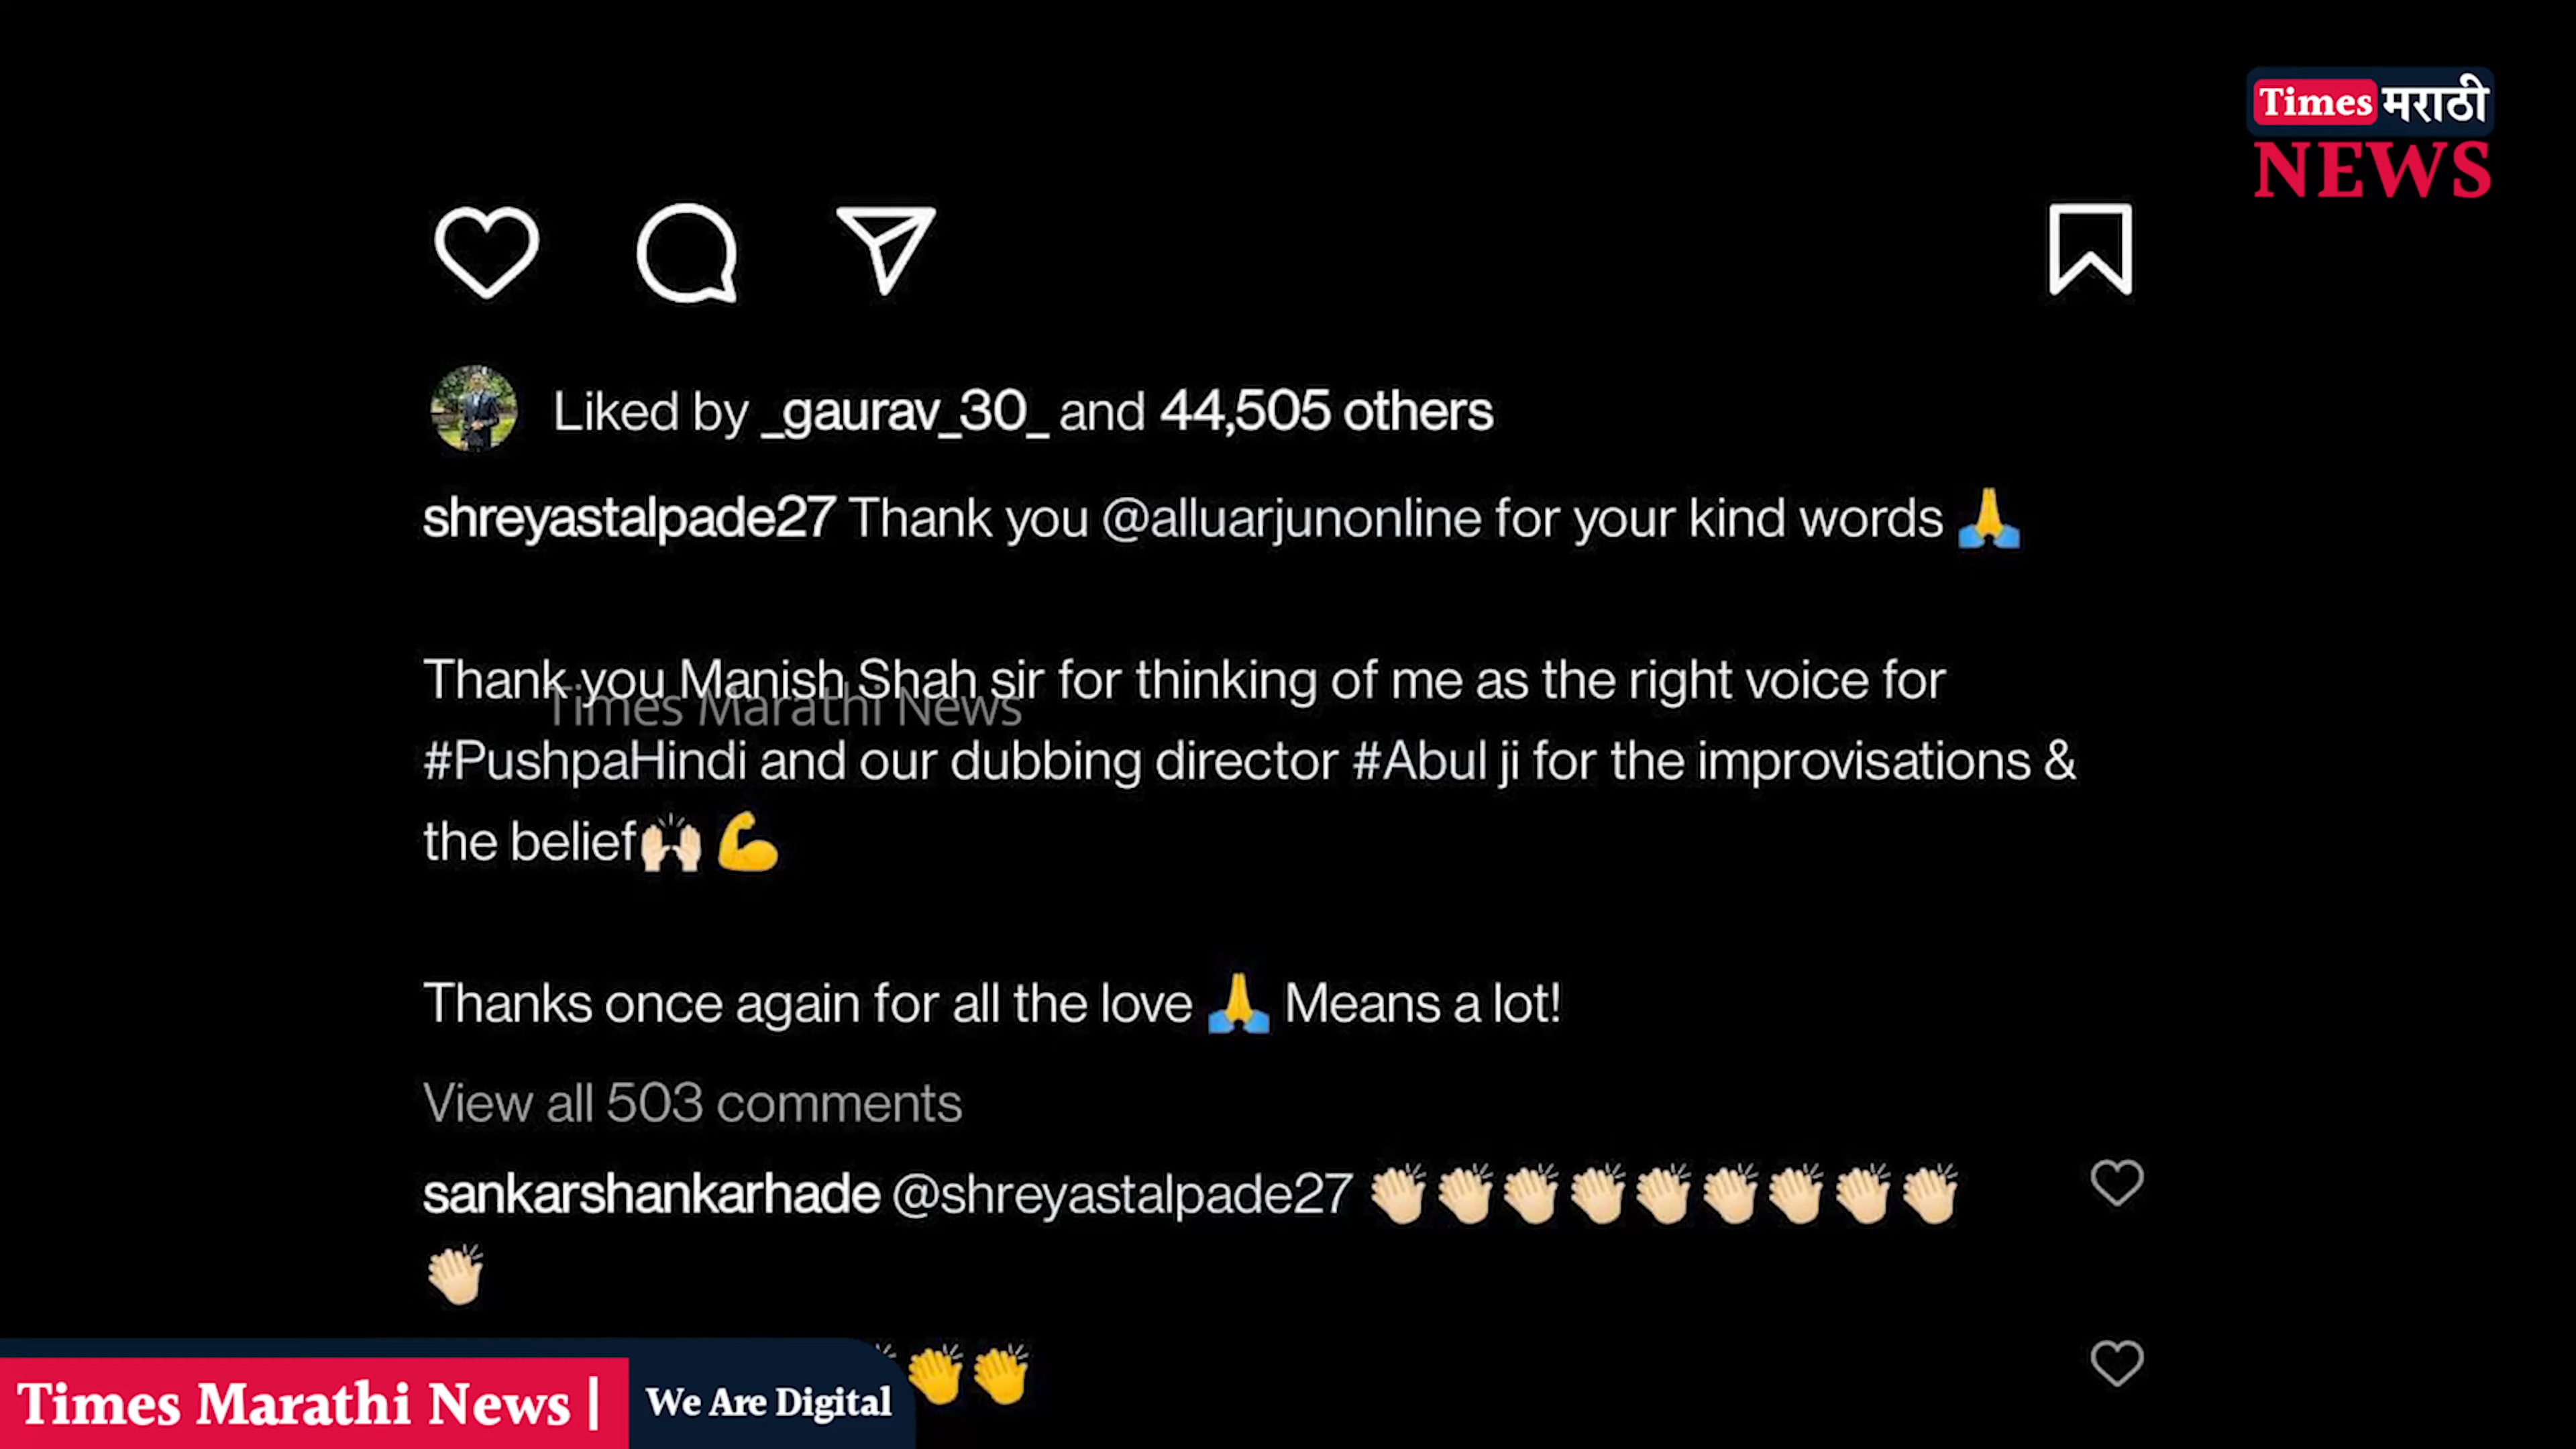 Times मराठी
NEWS
Liked by _gaurav_30_ and 44,505 others
shreyastalpade27 Thank you @alluarjunonline for your kind words 🙏
Thank you Manish Shah sir for thinking of me as the right voice for
Times Marathi News
#PushpaHindi and our dubbing director #Abul ji for the improvisations &
the belief🙌🏻 💪
Thanks once again for all the love 🙏 Means a lot!
View all 503 comments
sankarshankarhade @shreyastalpade27 👏🏻👏🏻👏🏻👏🏻👏🏻👏🏻👏🏻👏🏻👏🏻
👏🏻
👏👏
Times Marathi News | We Are Digital